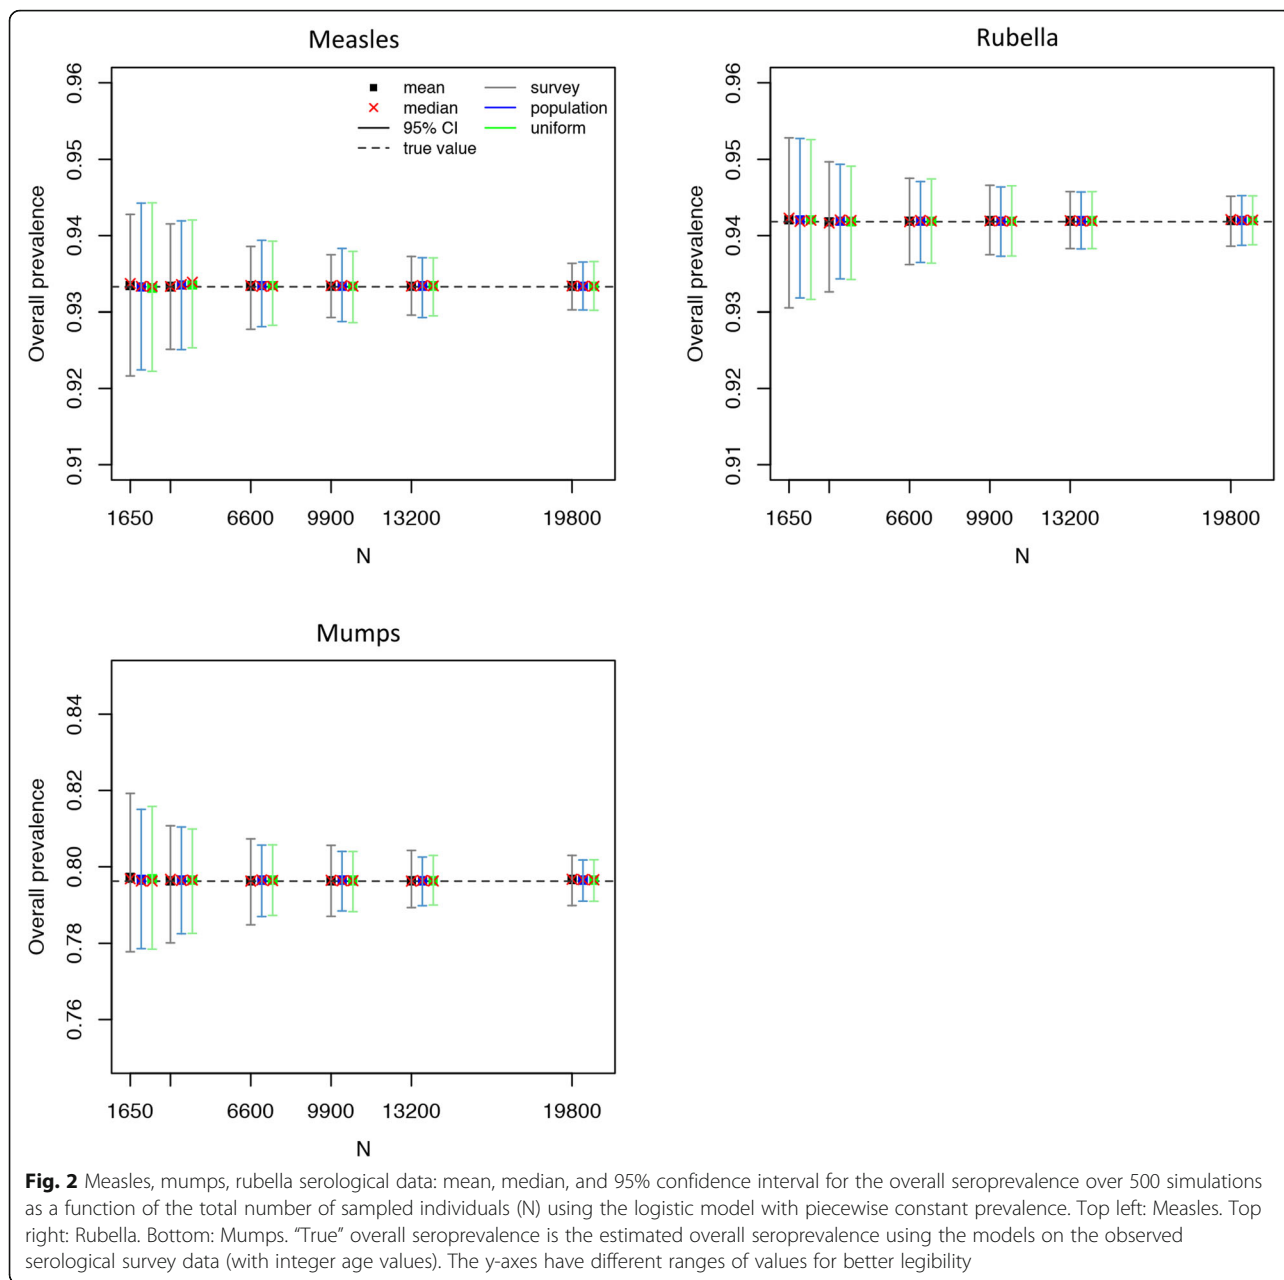 Measles
Overall prevalence
0.96
0.95
0.94
0.93
0.92
0.91
mean
median
95% CI
true value
survey
population
uniform
1650
6600
9900
13200
19800
N
Rubella
Overall prevalence
0.96
0.95
0.94
0.93
0.92
0.91
1650
6600
9900
13200
19800
N
Mumps
Overall prevalence
0.84
0.82
0.80
0.78
0.76
1650
6600
9900
13200
19800
N
Fig. 2 Measles, mumps, rubella serological data: mean, median, and 95% confidence interval for the overall seroprevalence over 500 simulations
as a function of the total number of sampled individuals (N) using the logistic model with piecewise constant prevalence. Top left: Measles. Top
right: Rubella. Bottom: Mumps. “True” overall seroprevalence is the estimated overall seroprevalence using the models on the observed
serological survey data (with integer age values). The y-axes have different ranges of values for better legibility